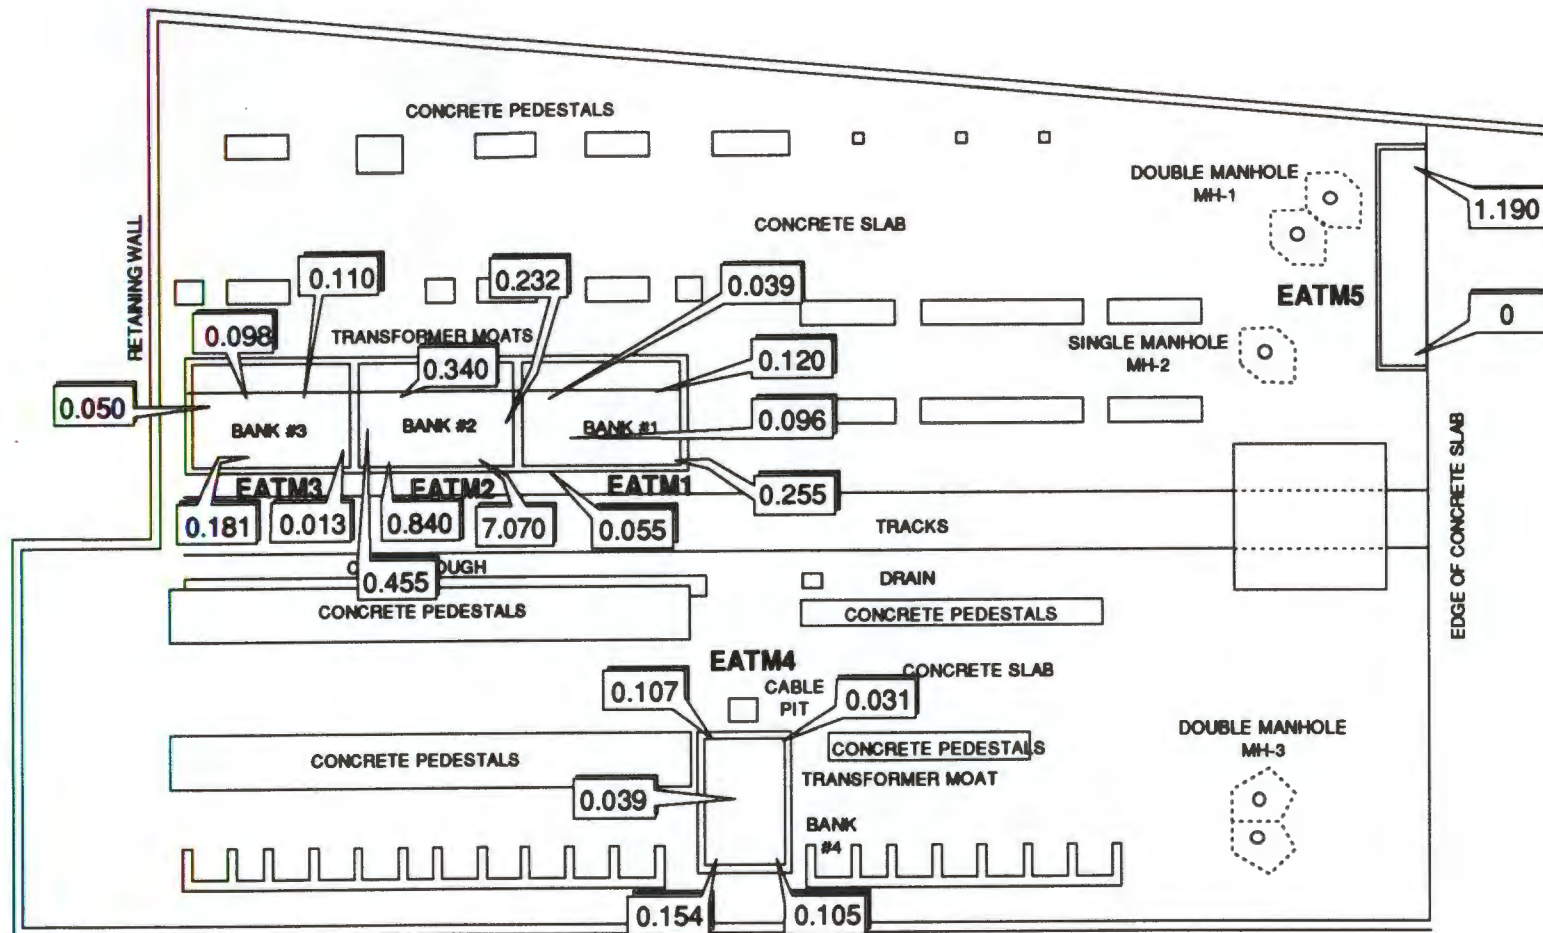 CONCRETE PEDESTALS
DOUBLE MANHOLE
MH-1
1.190
CONCRETE SLAB
RETAINING WALL
0.110
0.232
0.039
EATM5
0
0.098
TRANSFORMER MOATS
0.340
0.120
SINGLE MANHOLE
MH-2
0.050
BANK #3
BANK #2
BANK #1
0.096
EATM3
EATM2
EATM1
0.255
0.181
0.013
0.840
7.070
0.055
TRACKS
EDGE OF CONCRETE SLAB
OUGH
0.455
DRAIN
CONCRETE PEDESTALS
CONCRETE PEDESTALS
EATM4
CONCRETE SLAB
0.107
CABLE
PIT
0.031
CONCRETE PEDESTALS
CONCRETE PEDESTALS
DOUBLE MANHOLE
MH-3
TRANSFORMER MOAT
0.039
BANK
#4
0.154
0.105